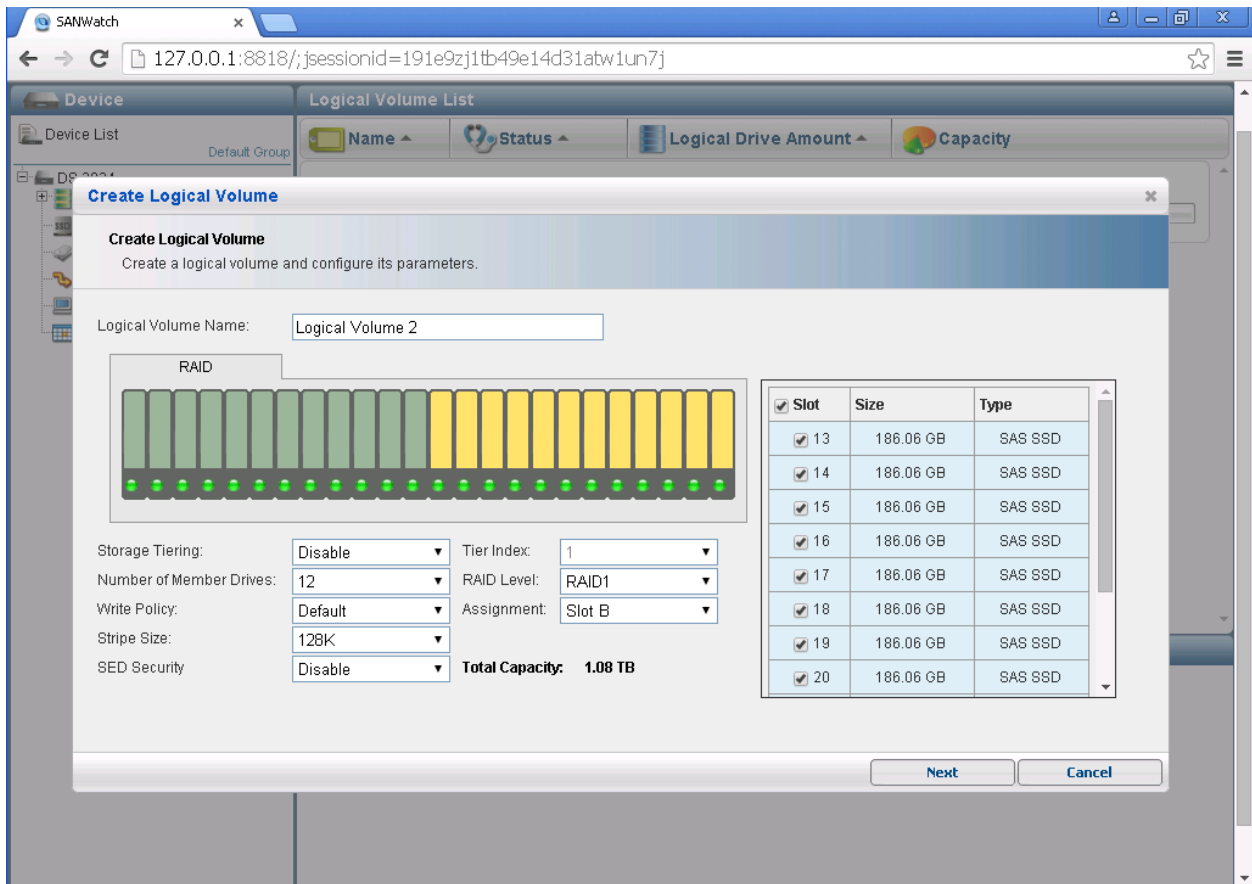 SANWatch
127.0.0.1:8818/;jsessionid=191e9zj1tb49e14d31atw1un7j
Device
Logical Volume List
Device List
Default Group
Name
Status
Logical Drive Amount
Capacity
SSD
Create Logical Volume
Create Logical Volume
Create a logical volume and configure its parameters.
Logical Volume Name: Logical Volume 2
RAID
Slot Size Type
13 186.06 GB SAS SSD
14 186.06 GB SAS SSD
15 186.06 GB SAS SSD
16 186.06 GB SAS SSD
17 186.06 GB SAS SSD
18 186.06 GB SAS SSD
19 186.06 GB SAS SSD
20 186.06 GB SAS SSD
Storage Tiering: Disable Tier Index: 1
Number of Member Drives: 12 RAID Level: RAID1
Write Policy: Default Assignment: Slot B
Stripe Size: 128K
SED Security Disable Total Capacity: 1.08 TB
Next Cancel